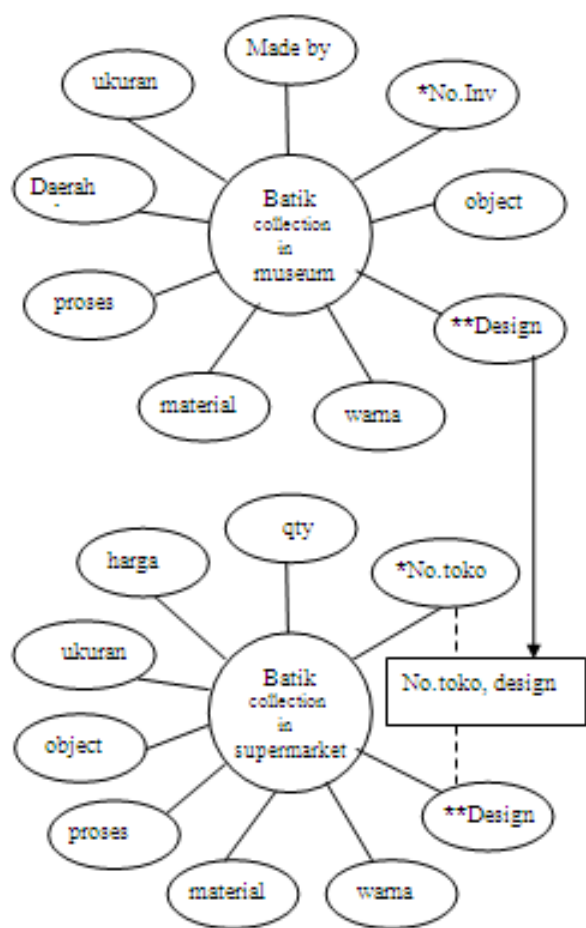 Made by
ukuran
*No.Inv
Daerah
Batik
collection
in
museum
object
proses
**Design
material
warna
qty
harga
*No.toko
ukuran
Batik
collection
in
supermarket
No.toko, design
object
proses
**Design
material
warna